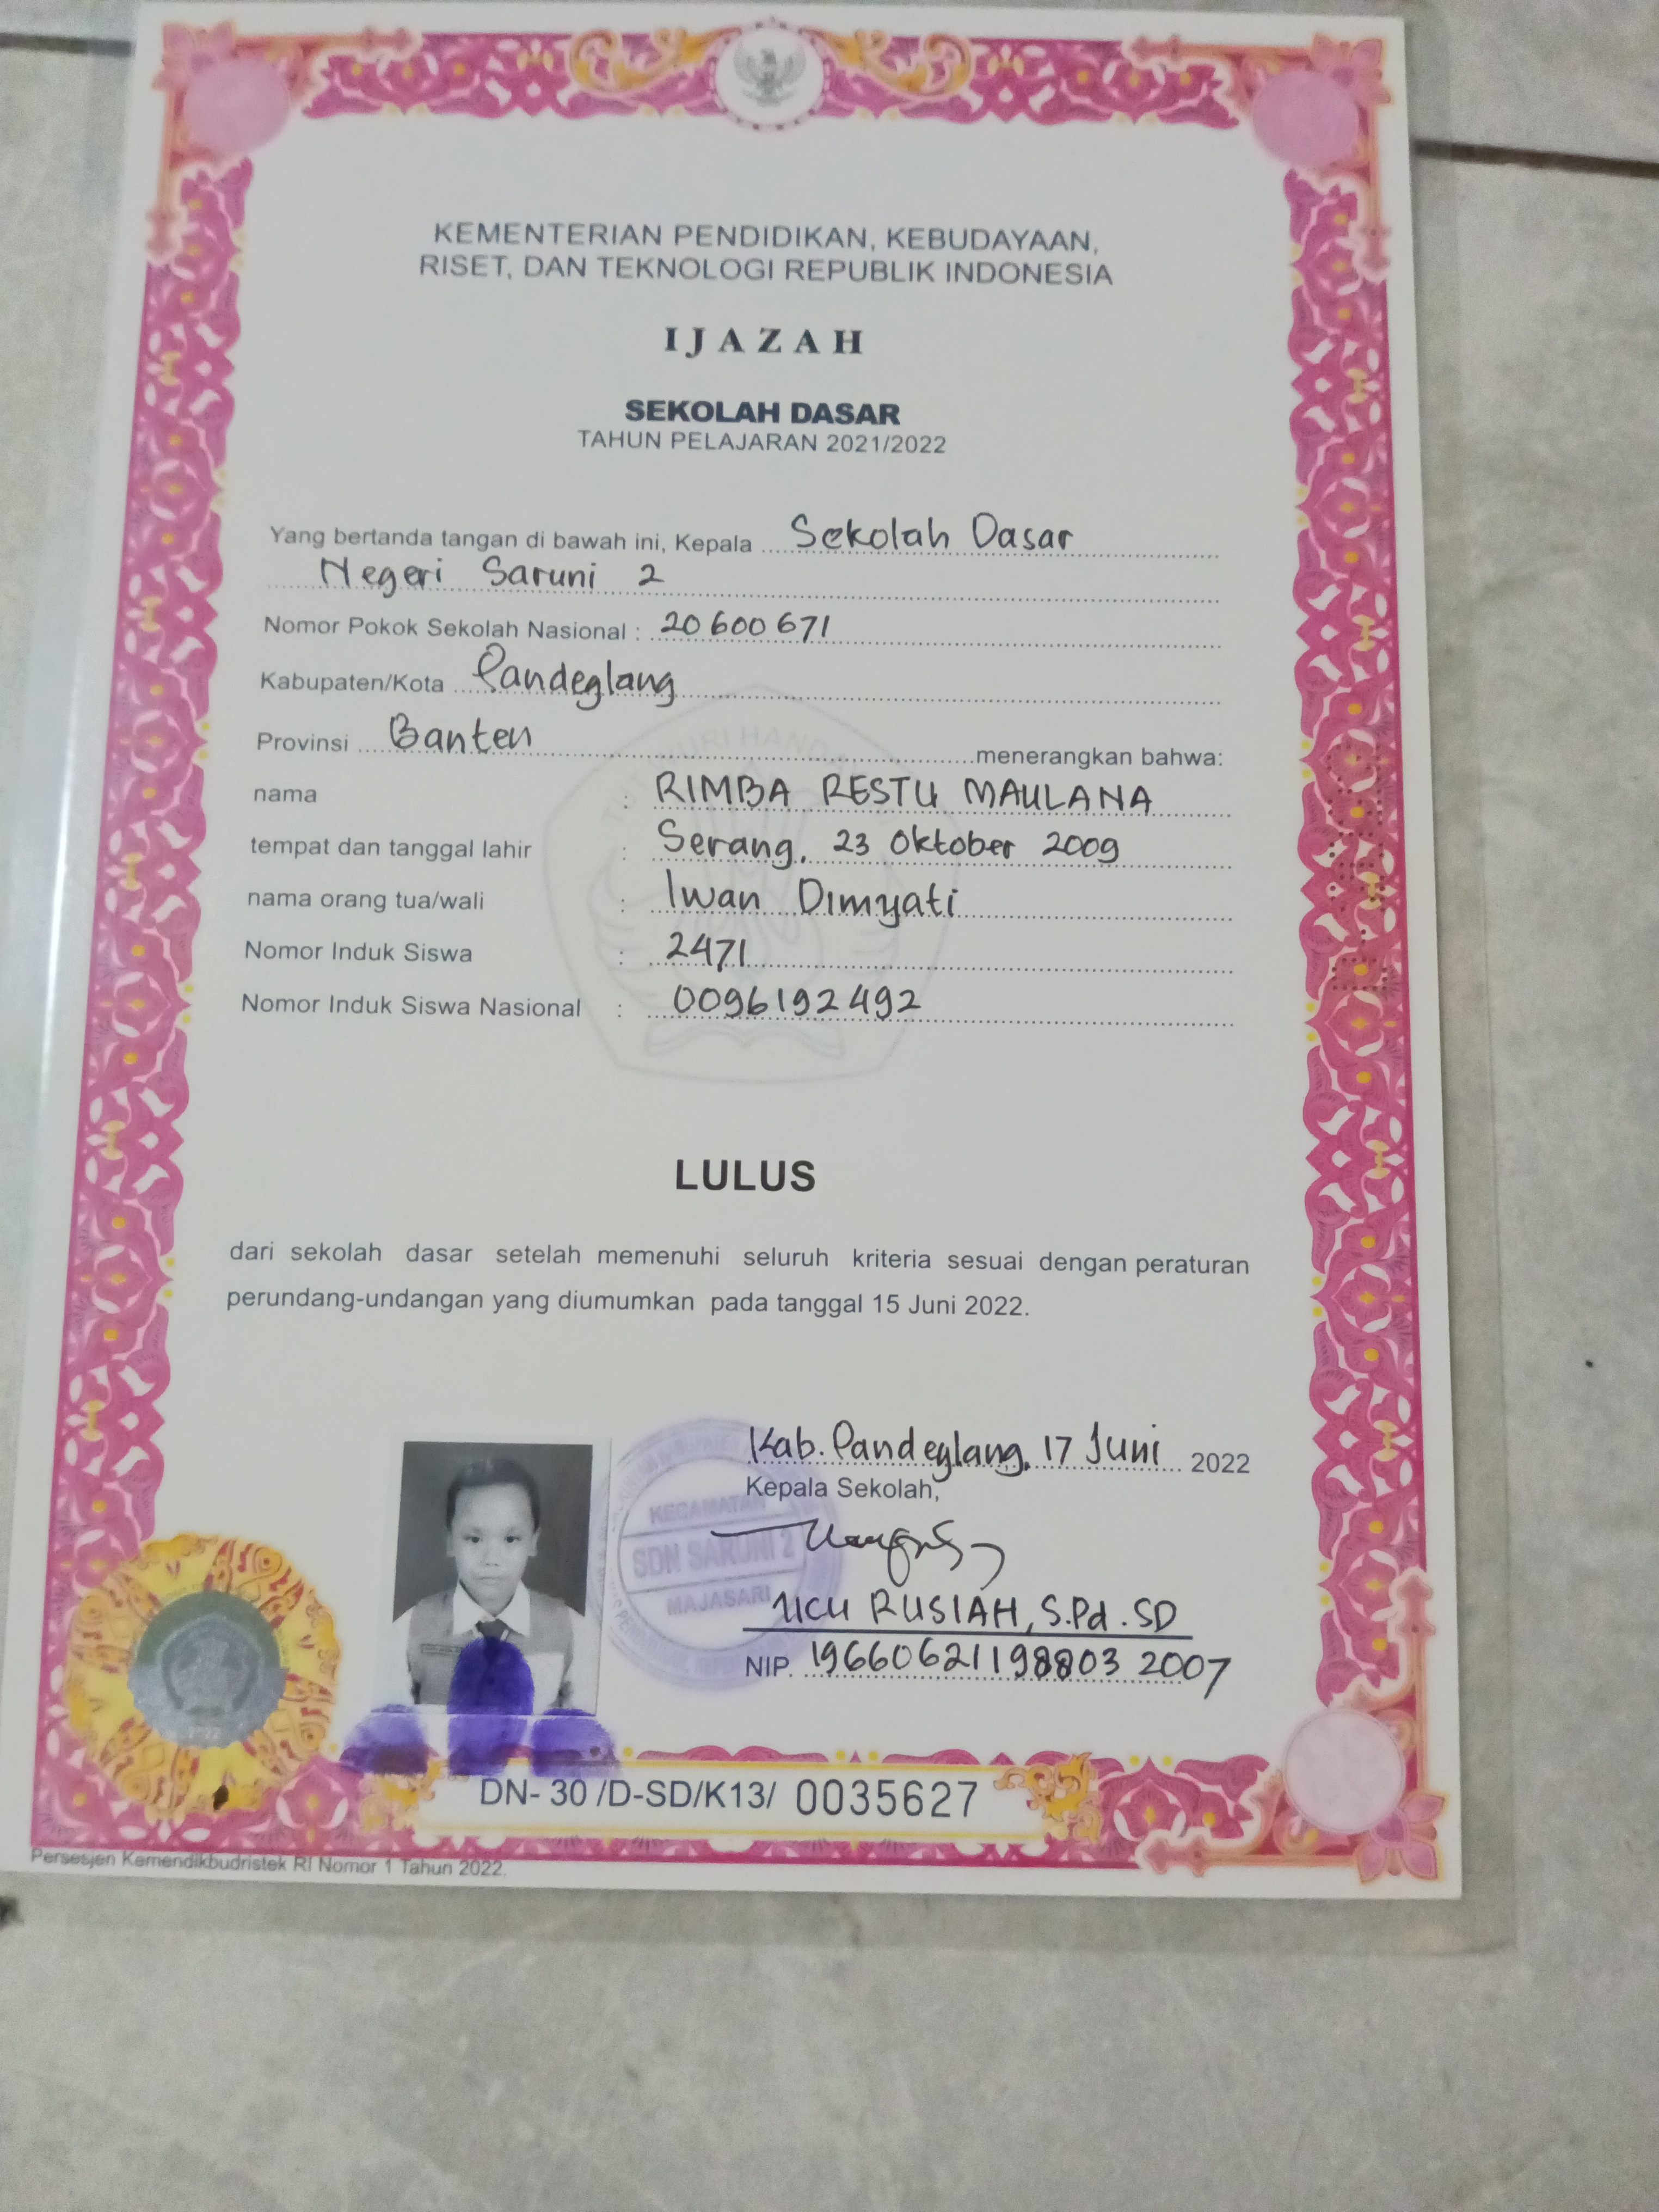 KEMENTERIAN PENDIDIKAN, KEBUDAYAAN,
RISET, DAN TEKNOLOGI REPUBLIK INDONESIA
IJAZAH
SEKOLAH DASAR
TAHUN PELAJARAN 2021/2022
Yang bertanda tangan di bawah ini, Kepala Sekolah Dasar
Negeri Saruni 2
Nomor Pokok Sekolah Nasional : 20600671
Kabupaten/Kota Pandeglang
Provinsi Banten menerangkan bahwa:
nama : RIMBA RESTU MAULANA
tempat dan tanggal lahir : Serang, 23 Oktober 2009
nama orang tua/wali : Iwan Dimyati
Nomor Induk Siswa : 2471
Nomor Induk Siswa Nasional : 0096192492
LULUS
dari sekolah dasar setelah memenuhi seluruh kriteria sesuai dengan peraturan
perundang-undangan yang diumumkan pada tanggal 15 Juni 2022.
Kab. Pandeglang, 17 Juni 2022
Kepala Sekolah,
KECAMATAN
SDN SARUNI 2
MAJASARI
UCU RUSIAH, S.Pd.SD
NIP. 19660621198803 2007
DN- 30 /D-SD/K13/ 0035627
Persesjen Kemendikbudristek RI Nomor 1 Tahun 2022.